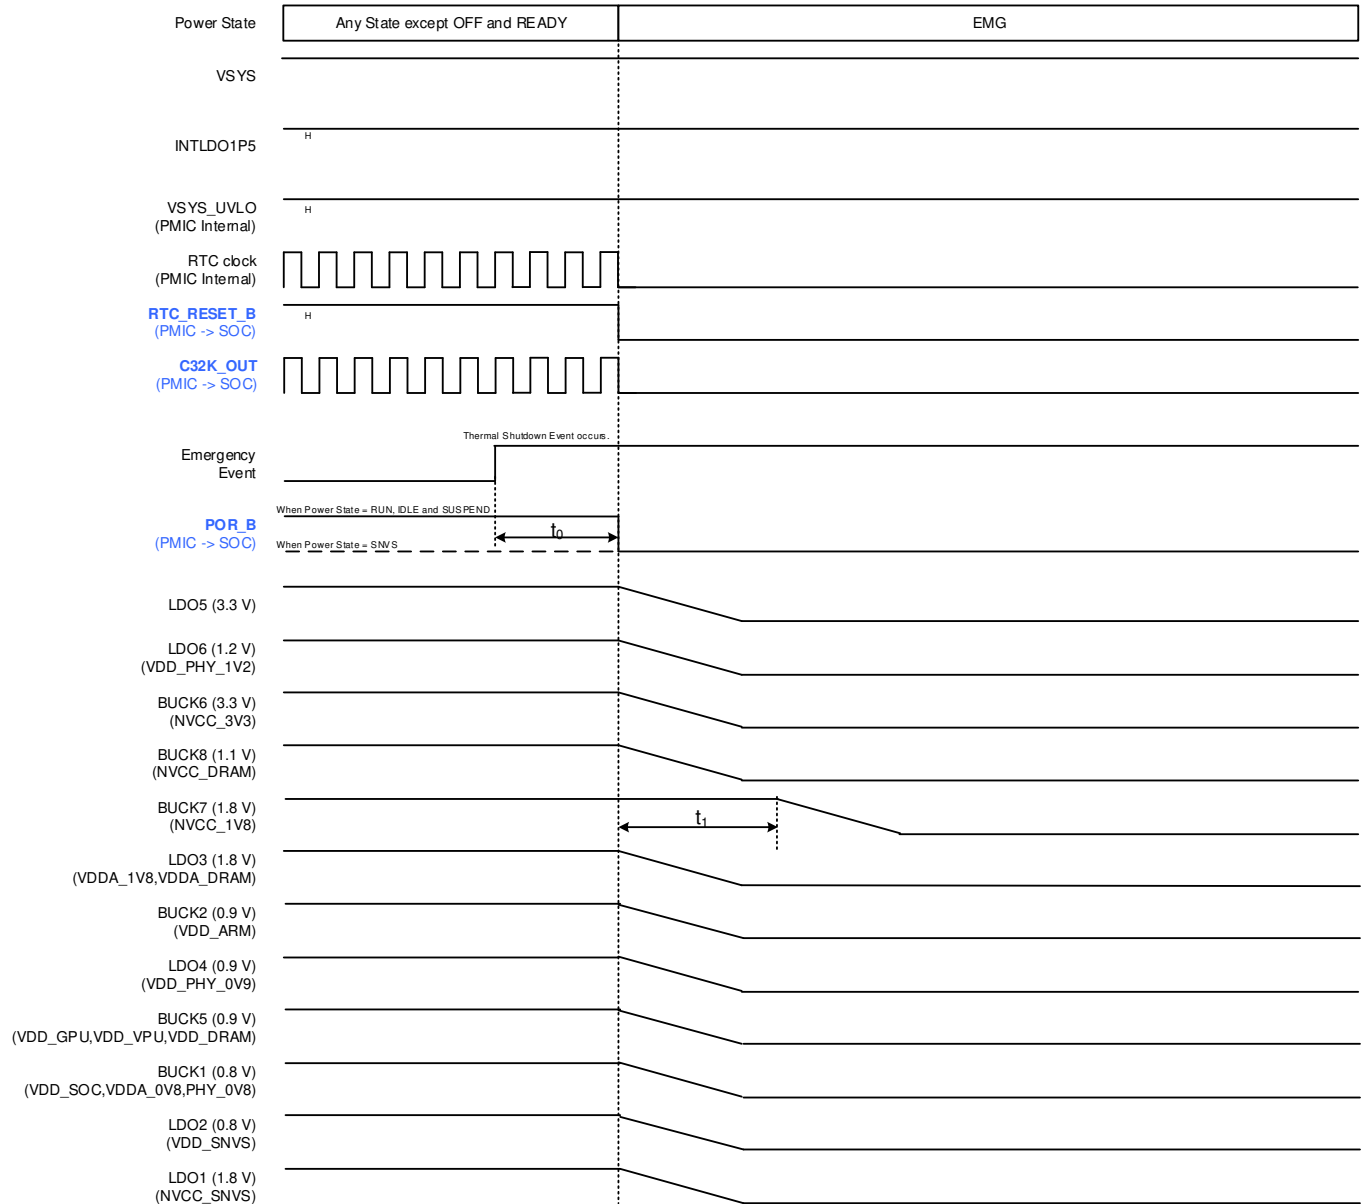 Power State
Any State except OFF and READY
EMG
VSYS
INTLDO1P5
H
VSYS_UVLO
(PMIC Internal)
H
RTC clock
(PMIC Internal)
RTC_RESET_B
(PMIC -> SOC)
H
C32K_OUT
(PMIC -> SOC)
Emergency
Event
Thermal Shutdown Event occurs.
POR_B
(PMIC -> SOC)
When Power State = RUN, IDLE and SUSPEND
When Power State = SNVS
t0
LDO5 (3.3 V)
LDO6 (1.2 V)
(VDD_PHY_1V2)
BUCK6 (3.3 V)
(NVCC_3V3)
BUCK8 (1.1 V)
(NVCC_DRAM)
BUCK7 (1.8 V)
(NVCC_1V8)
t1
LDO3 (1.8 V)
(VDDA_1V8,VDDA_DRAM)
BUCK2 (0.9 V)
(VDD_ARM)
LDO4 (0.9 V)
(VDD_PHY_0V9)
BUCK5 (0.9 V)
(VDD_GPU,VDD_VPU,VDD_DRAM)
BUCK1 (0.8 V)
(VDD_SOC,VDDA_0V8,PHY_0V8)
LDO2 (0.8 V)
(VDD_SNVS)
LDO1 (1.8 V)
(NVCC_SNVS)